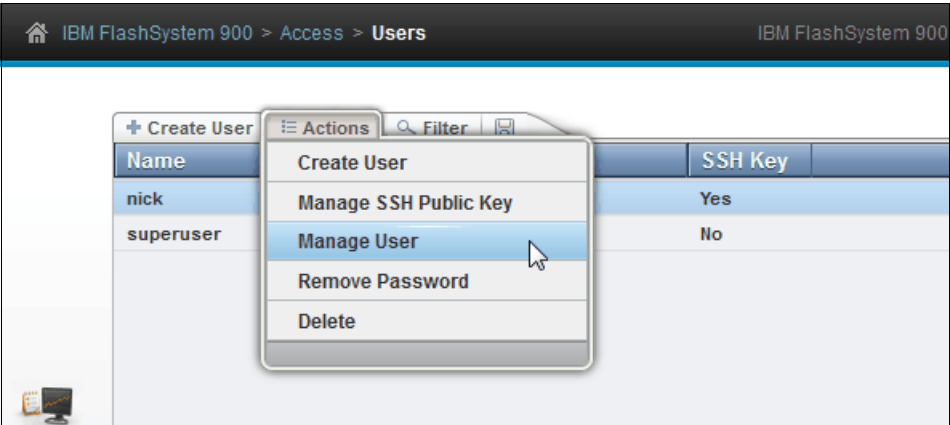 IBM FlashSystem 900 > Access > Users IBM FlashSystem 900
Create User Actions Filter
Name SSH Key
nick Yes
superuser No
Create User
Manage SSH Public Key
Manage User
Remove Password
Delete